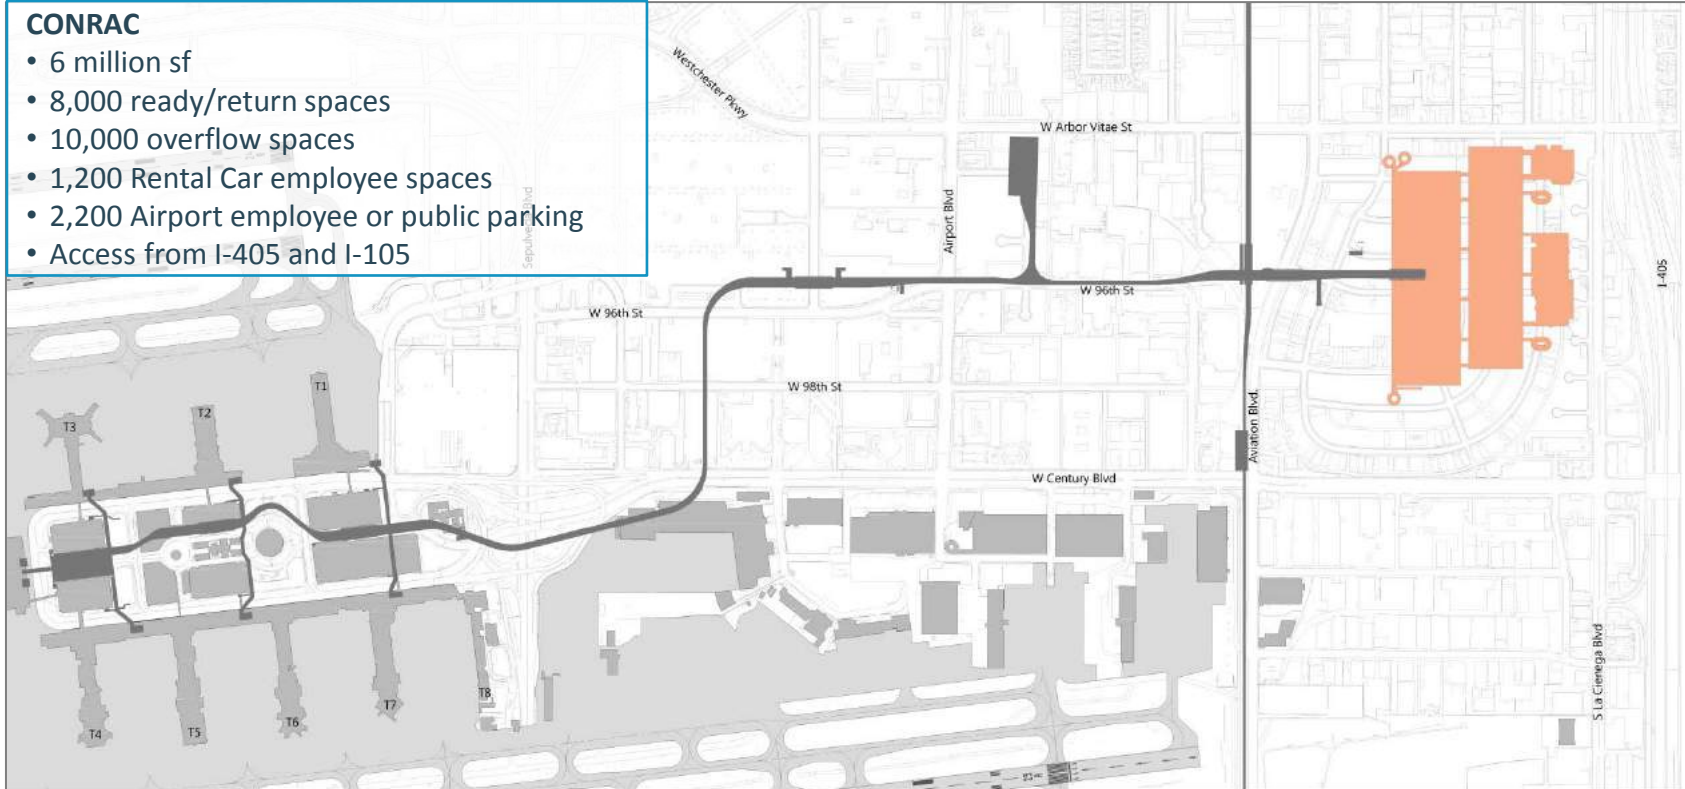 CONRAC
• 6 million sf
• 8,000 ready/return spaces
• 10,000 overflow spaces
• 1,200 Rental Car employee spaces
• 2,200 Airport employee or public parking
• Access from I-405 and I-105
Westchester Pkwy
W Arbor Vitae St
Sepulveda Blvd
Airport Blvd
I-405
W 96th St
W 96th St
W 98th St
T1
T2
T3
Aviation Blvd.
W Century Blvd
S La Cienega Blvd
T8
T7
T6
T5
T4